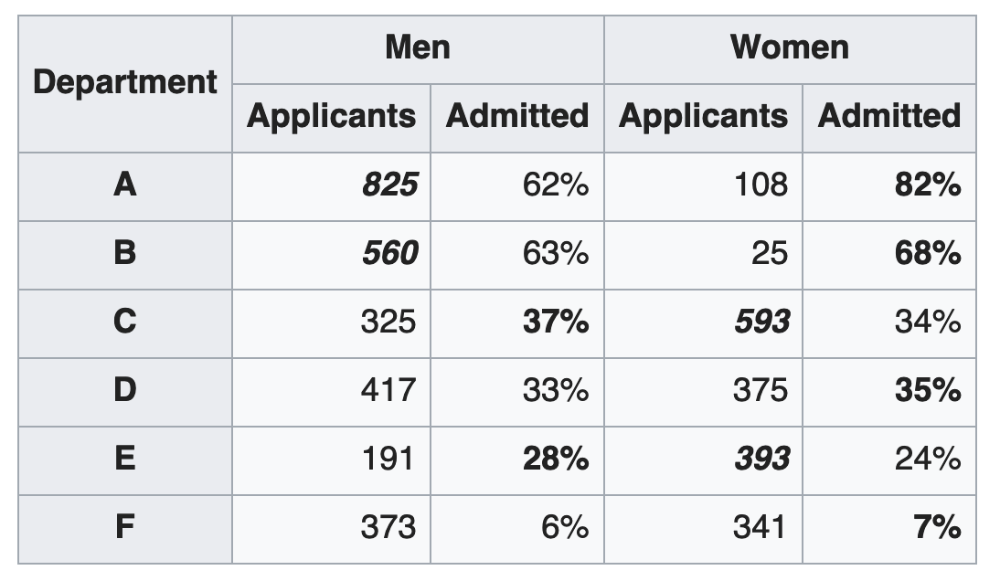 Department Men Women
Applicants Admitted Applicants Admitted
A 825 62% 108 82%
B 560 63% 25 68%
C 325 37% 593 34%
D 417 33% 375 35%
E 191 28% 393 24%
F 373 6% 341 7%